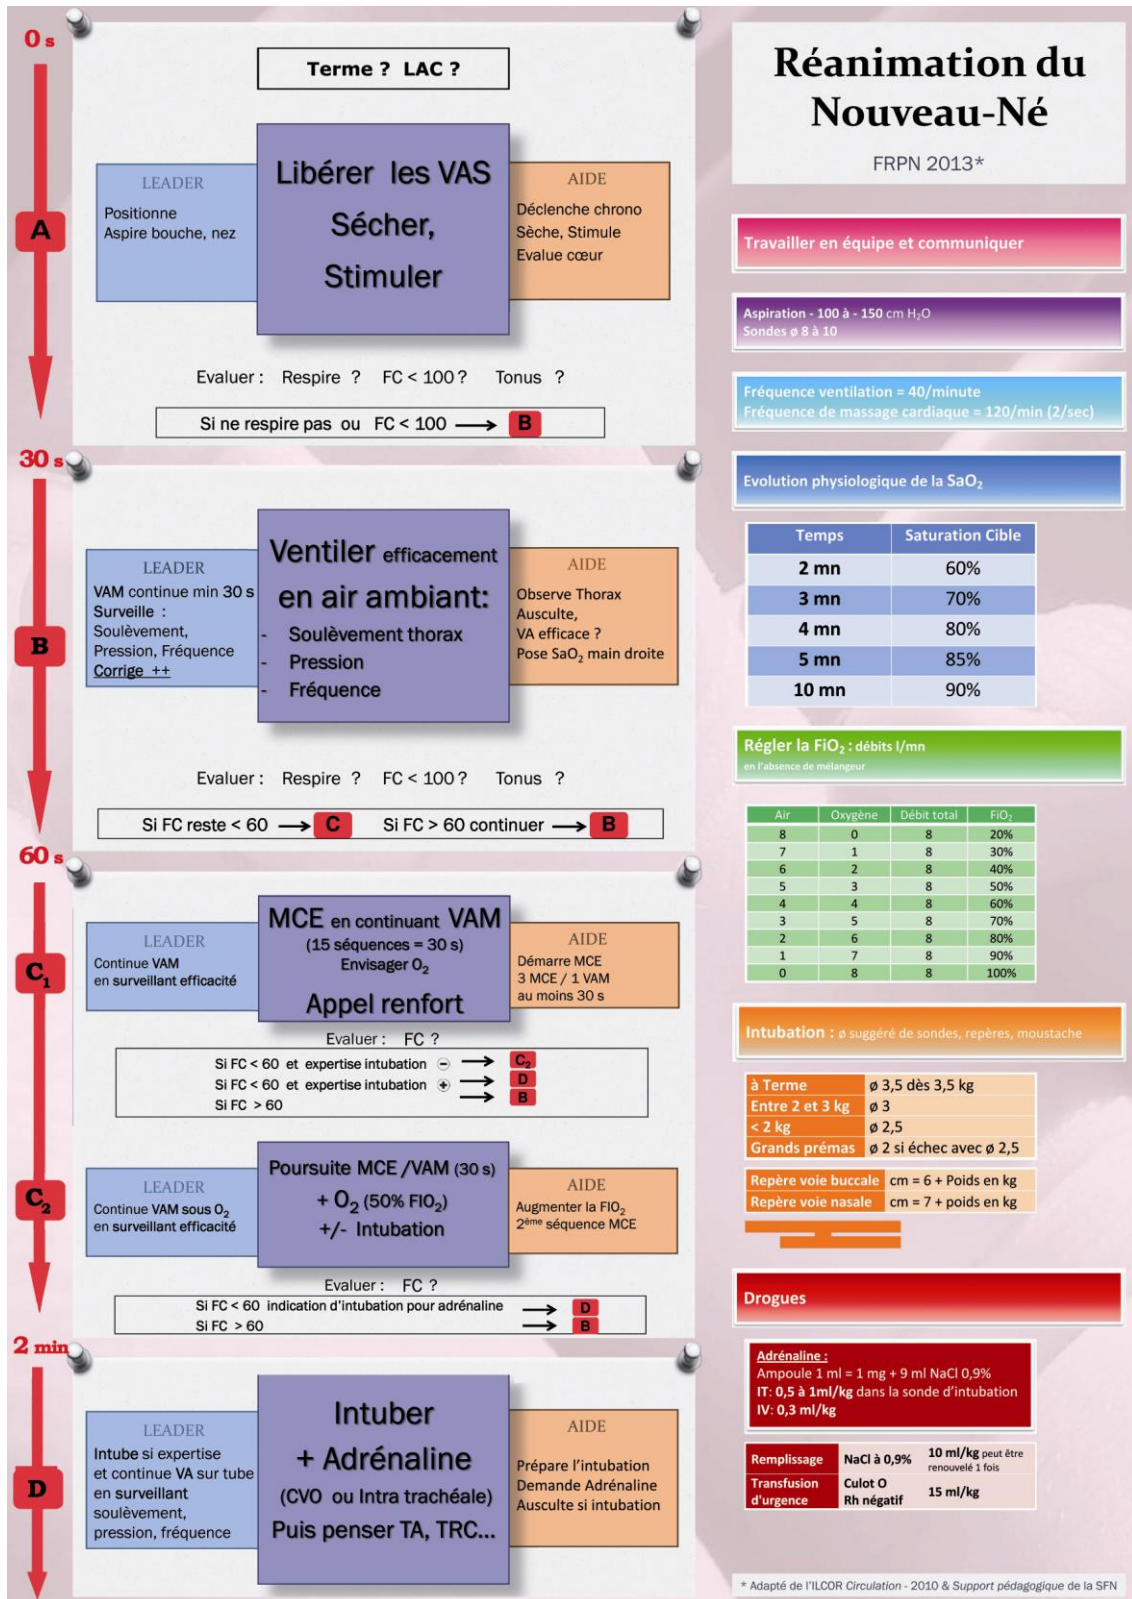 0 s
Terme ? LAC ?
LEADER
Positionne
Aspire bouche, nez
Libérer les VAS
Sécher,
Stimuler
AIDE
Déclenche chrono
Sèche, Stimule
Evalue cœur
A
Evaluer : Respire ? FC < 100 ? Tonus ?
Si ne respire pas ou FC < 100 → B
30 s
LEADER
VAM continue min 30 s
Surveille :
Soulèvement,
Pression, Fréquence
Corrige ++
Ventiler efficacement
en air ambiant:
- Soulèvement thorax
- Pression
- Fréquence
AIDE
Observe Thorax
Ausculte,
VA efficace ?
Pose SaO₂ main droite
B
Evaluer : Respire ? FC < 100 ? Tonus ?
Si FC reste < 60 → C Si FC > 60 continuer → B
60 s
LEADER
Continue VAM
en surveillant efficacité
MCE en continuant VAM
(15 séquences = 30 s)
Envisager O₂
Appel renfort
AIDE
Démarre MCE
3 MCE / 1 VAM
au moins 30 s
C₁
Evaluer : FC ?
Si FC < 60 et expertise intubation ⊖ → C₂
Si FC < 60 et expertise intubation ⊕ → D
Si FC > 60 → B
LEADER
Continue VAM sous O₂
en surveillant efficacité
Poursuite MCE /VAM (30 s)
+ O₂ (50% FIO₂)
+/- Intubation
AIDE
Augmenter la FIO₂
2ème séquence MCE
C₂
Evaluer : FC ?
Si FC < 60 indication d'intubation pour adrénaline → D
Si FC > 60 → B
2 min
LEADER
Intube si expertise
et continue VA sur tube
en surveillant
soulèvement,
pression, fréquence
Intuber
+ Adrénaline
(CVO ou Intra trachéale)
Puis penser TA, TRC...
AIDE
Prépare l'intubation
Demande Adrénaline
Ausculte si intubation
D
Réanimation du
Nouveau-Né
FRPN 2013*
Travailler en équipe et communiquer
Aspiration - 100 à - 150 cm H₂O
Sondes ø 8 à 10
Fréquence ventilation = 40/minute
Fréquence de massage cardiaque = 120/min (2/sec)
Evolution physiologique de la SaO₂
Temps Saturation Cible
2 mn 60%
3 mn 70%
4 mn 80%
5 mn 85%
10 mn 90%
Régler la FiO₂ : débits l/mn
en l'absence de mélangeur
Air Oxygène Débit total FiO₂
8 0 8 20%
7 1 8 30%
6 2 8 40%
5 3 8 50%
4 4 8 60%
3 5 8 70%
2 6 8 80%
1 7 8 90%
0 8 8 100%
Intubation : ø suggéré de sondes, repères, moustache
à Terme ø 3,5 dès 3,5 kg
Entre 2 et 3 kg ø 3
< 2 kg ø 2,5
Grands prémas ø 2 si échec avec ø 2,5
Repère voie buccale cm = 6 + Poids en kg
Repère voie nasale cm = 7 + poids en kg
Drogues
Adrénaline :
Ampoule 1 ml = 1 mg + 9 ml NaCl 0,9%
IT: 0,5 à 1ml/kg dans la sonde d'intubation
IV: 0,3 ml/kg
Remplissage NaCl à 0,9% 10 ml/kg peut être
renouvelé 1 fois
Transfusion Culot O 15 ml/kg
d'urgence Rh négatif
* Adapté de l'ILCOR Circulation - 2010 & Support pédagogique de la SFN